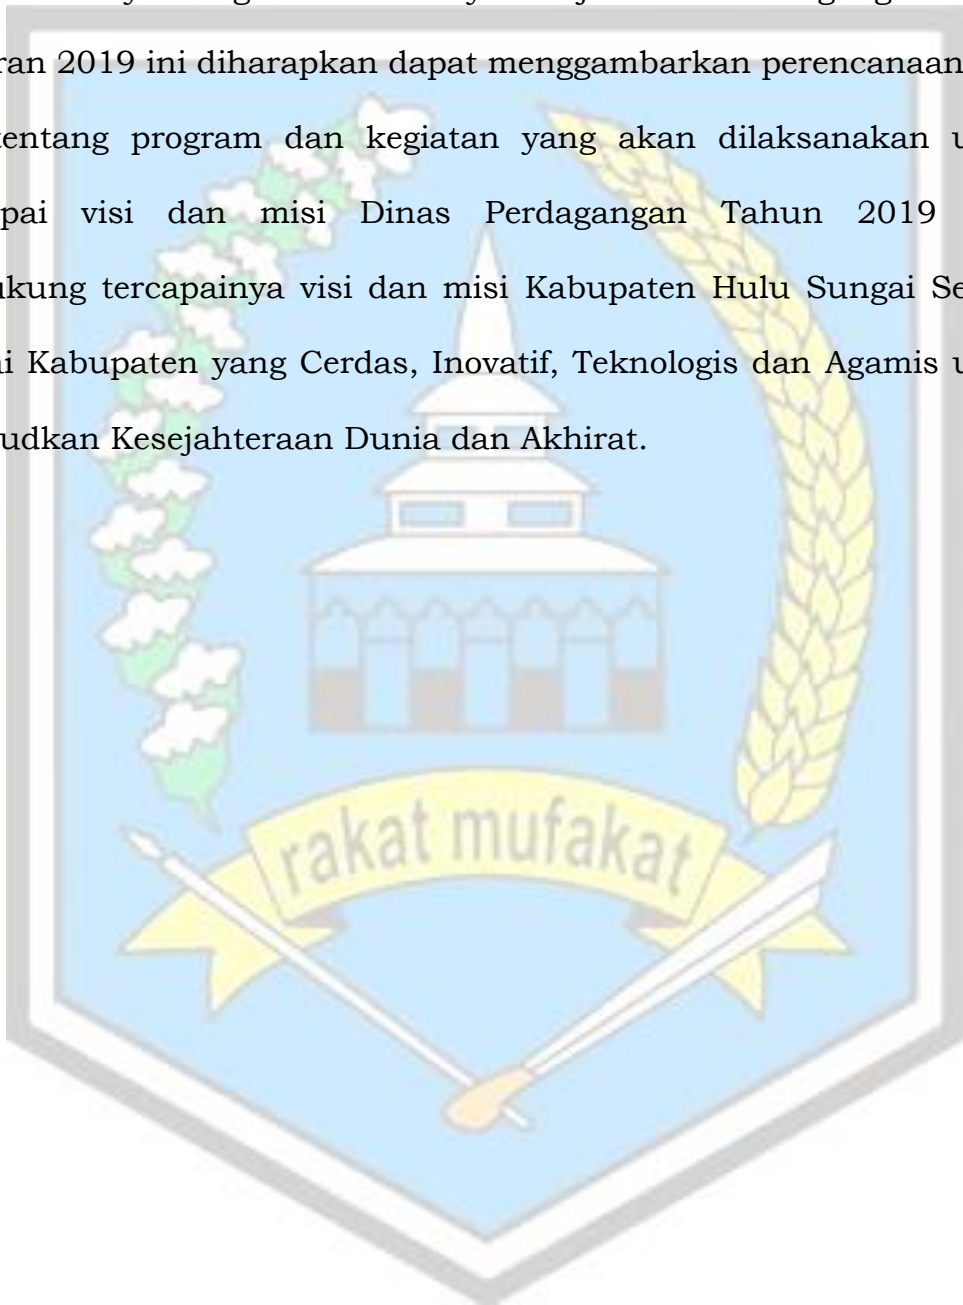 ran 2019 ini diharapkan dapat menggambarkan perencanaan
tentang program dan kegiatan yang akan dilaksanakan u
pai visi dan misi Dinas Perdagangan Tahun 2019
ukung tercapainya visi dan misi Kabupaten Hulu Sungai Se
ai Kabupaten yang Cerdas, Inovatif, Teknologis dan Agamis u
udkan Kesejahteraan Dunia dan Akhirat.
rakat mufakat